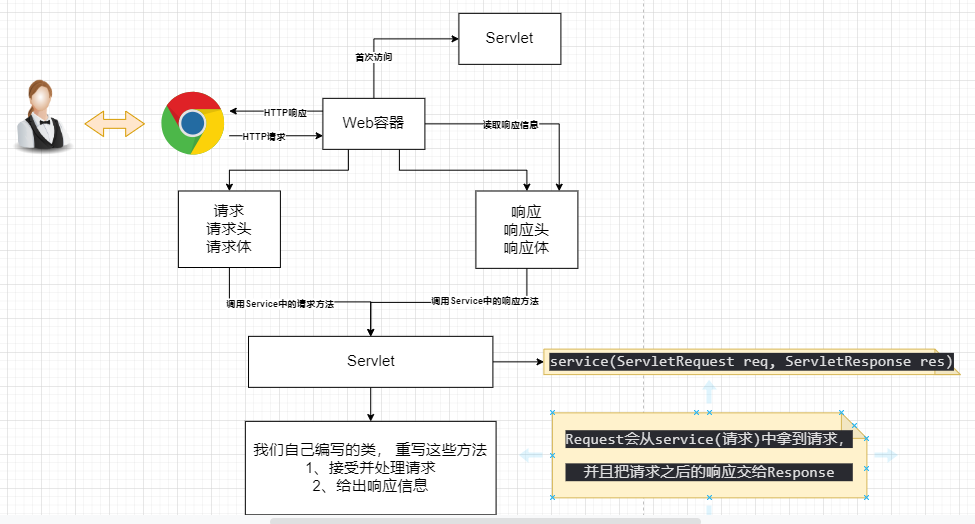 Servlet
首次访问
HTTP响应
Web容器
读取响应信息
HTTP请求
请求
请求头
请求体
响应
响应头
响应体
调用Service中的请求方法
调用Service中的响应方法
Servlet
service(ServletRequest req, ServletResponse res)
我们自己编写的类， 重写这些方法
1、接受并处理请求
2、给出响应信息
Request会从service(请求)中拿到请求，
并且把请求之后的响应交给Response